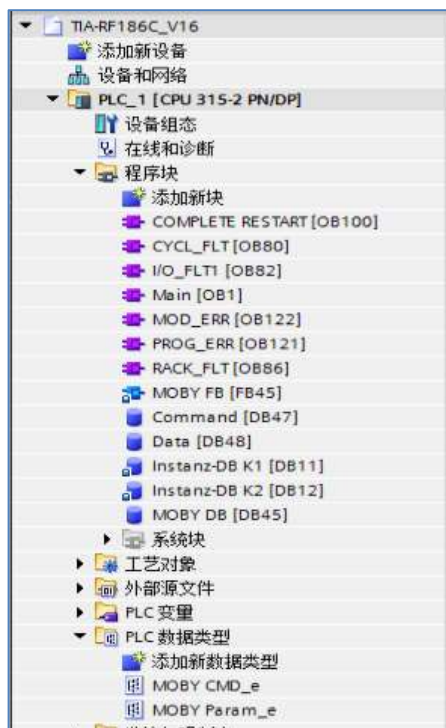 TIA-RF186C_V16
添加新设备
设备和网络
PLC_1 [CPU 315-2 PN/DP]
设备组态
在线和诊断
程序块
添加新块
COMPLETE RESTART [OB100]
CYCL_FLT [OB80]
I/O_FLT1 [OB82]
Main [OB1]
MOD_ERR [OB122]
PROG_ERR [OB121]
RACK_FLT [OB86]
MOBY FB [FB45]
Command [DB47]
Data [DB48]
Instanz-DB K1 [DB11]
Instanz-DB K2 [DB12]
MOBY DB [DB45]
系统块
工艺对象
外部源文件
PLC 变量
PLC 数据类型
添加新数据类型
MOBY CMD_e
MOBY Param_e